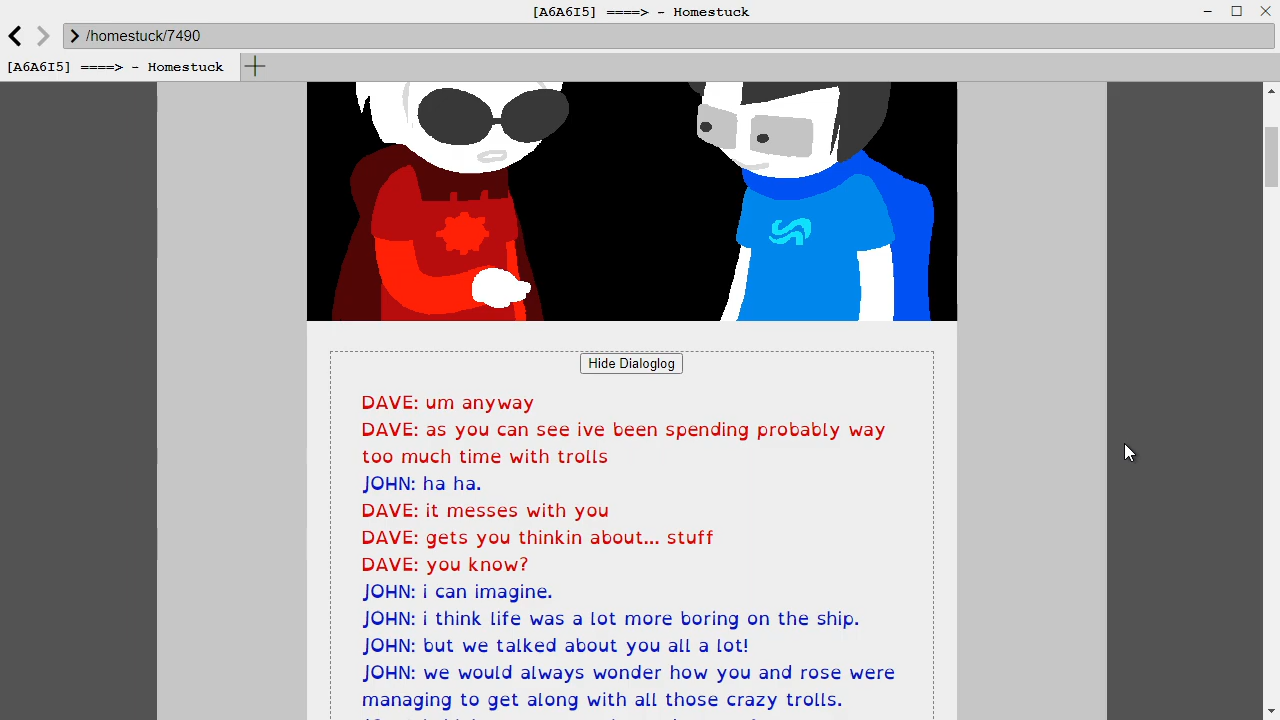 [A6A6I5] ====> - Homestuck
/homestuck/7490
[A6A6I5] ====> - Homestuck
Hide Dialoglog
DAVE: um anyway
DAVE: as you can see ive been spending probably way
too much time with trolls
JOHN: ha ha.
DAVE: it messes with you
DAVE: gets you thinkin about... stuff
DAVE: you know?
JOHN: i can imagine.
JOHN: i think life was a lot more boring on the ship.
JOHN: but we talked about you all a lot!
JOHN: we would always wonder how you and rose were
managing to get along with all those crazy trolls.